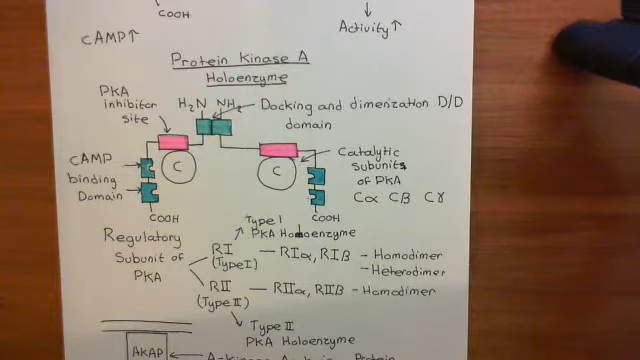 COOH
cAMP↑
Activity↑
Protein Kinase A
Holoenzyme
PKA
inhibitor
site
H₂N NH₂
Docking and dimenization D/D
domain
cAMP
binding
Domain
C
C
Catalytic
subunits
of PKA
Cα Cβ Cγ
COOH
COOH
Regulatory
Subunit of
PKA
Type I
PKA Holoenzyme
RI
(Type I)
RIα, RIβ - Homodimer
- Heterodimer
RII
(Type II)
RIIα, RIIβ - Homodimer
Type II
PKA Holoenzyme
AKAP
Protein